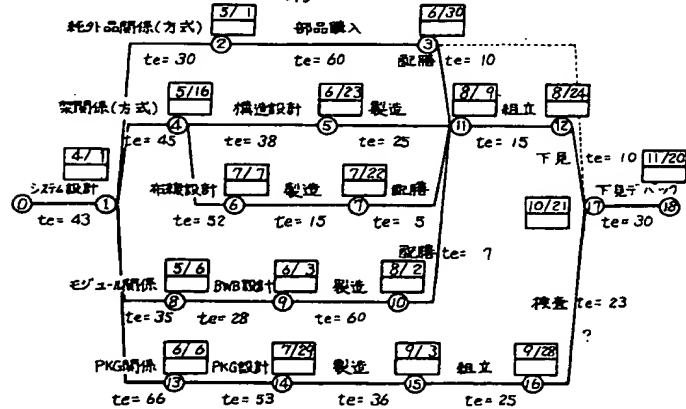 5/1
6/30
純外品関係(方式)
部品購入
②
③
te=30
te=60
配膳
te=10
5/16
6/23
8/9
8/24
架関係(方式)
構造設計
製造
組立
④
⑤
⑪
⑫
te=45
te=38
te=25
te=15
4/1
7/7
7/22
下見
te=10
11/20
システム設計
布線設計
製造
配膳
下見デバック
⓪
①
⑥
⑦
⑰
⑱
te=43
te=52
te=15
te=5
10/21
te=30
配膳
te=7
5/6
6/3
8/2
モジュール関係
BWB設計
製造
⑧
⑨
⑩
検査
te=23
te=35
te=28
te=60
?
6/6
7/29
9/3
9/28
PKG関係
PKG設計
製造
組立
⑬
⑭
⑮
⑯
te=66
te=53
te=36
te=25